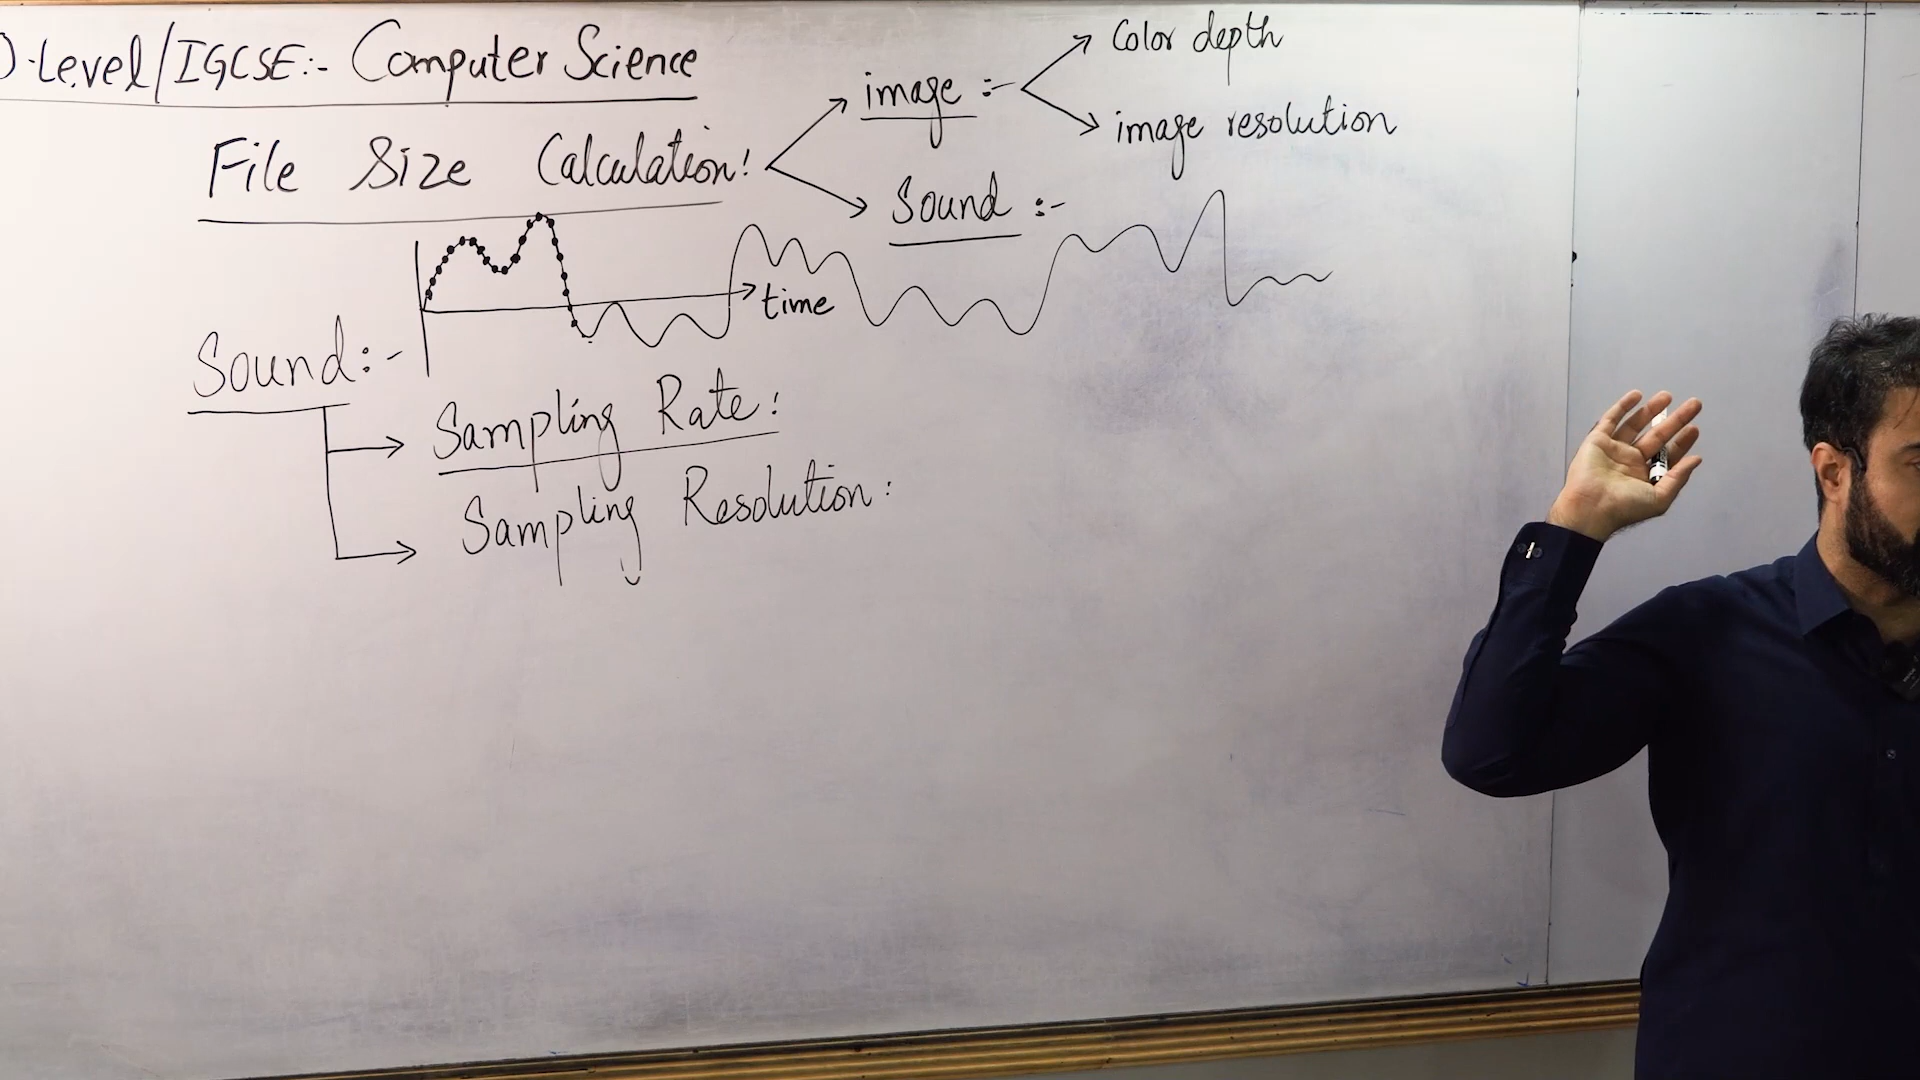 O-Level/IGCSE:- Computer Science
File Size Calculation:
image :-
Color depth
image resolution
Sound :-
time
Sound:-
Sampling Rate:
Sampling Resolution: